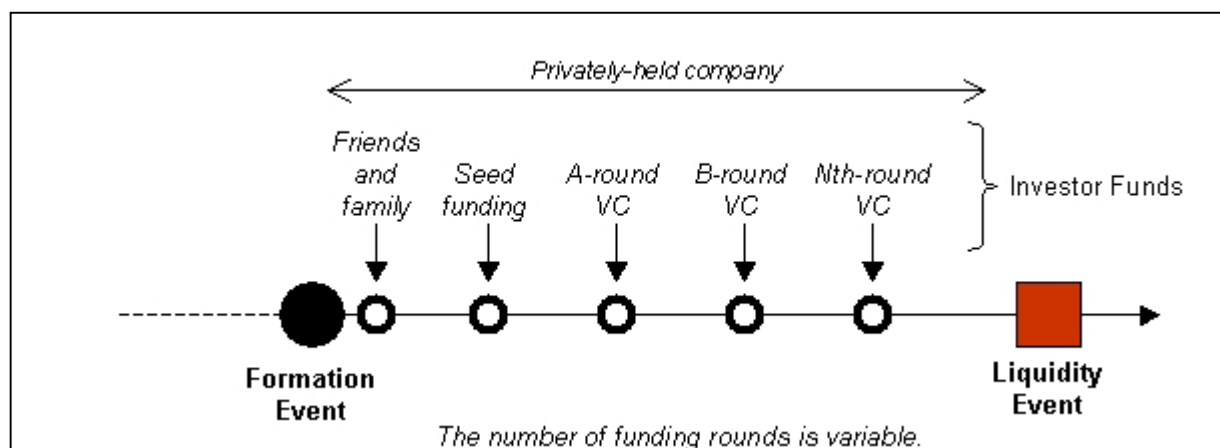 Privately-held company
Friends
and
family
Seed
funding
A-round
VC
B-round
VC
Nth-round
VC
Investor Funds
Formation
Event
Liquidity
Event
The number of funding rounds is variable.